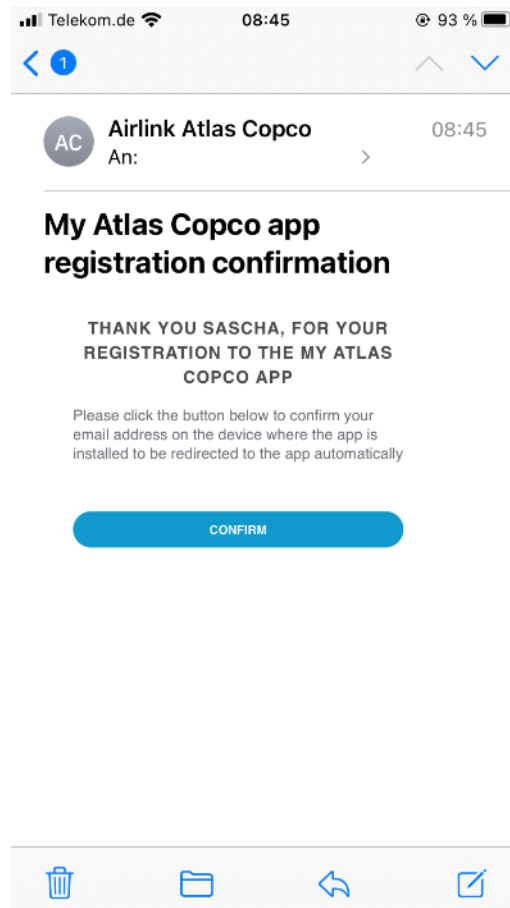 Telekom.de 08:45 93 %
1
AC Airlink Atlas Copco 08:45
An:
My Atlas Copco app
registration confirmation
THANK YOU SASCHA, FOR YOUR
REGISTRATION TO THE MY ATLAS
COPCO APP
Please click the button below to confirm your
email address on the device where the app is
installed to be redirected to the app automatically
CONFIRM